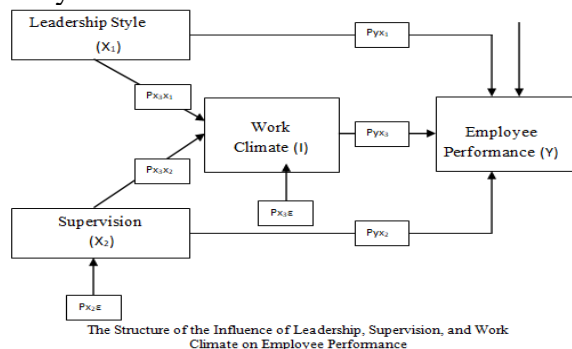 Leadership Style
(X₁)
Pyx₃
Px₃x₁
Work
Climate (I)
Pyx₃
Employee
Performance (Y)
Px₃x₂
Px₃ε
Supervision
(X₂)
Pyx₂
Px₂ε
The Structure of the Influence of Leadership, Supervision, and Work
Climate on Employee Performance